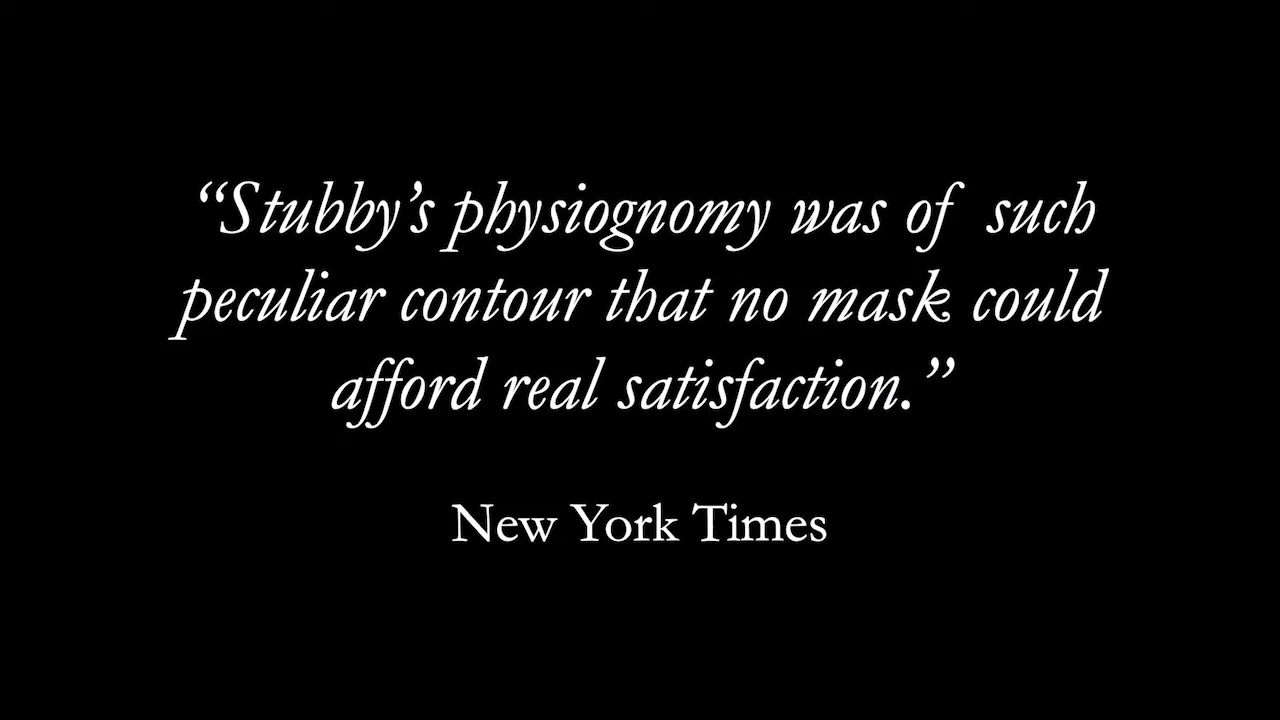 “Stubby’s physiognomy was of such
peculiar contour that no mask could
afford real satisfaction.”
New York Times